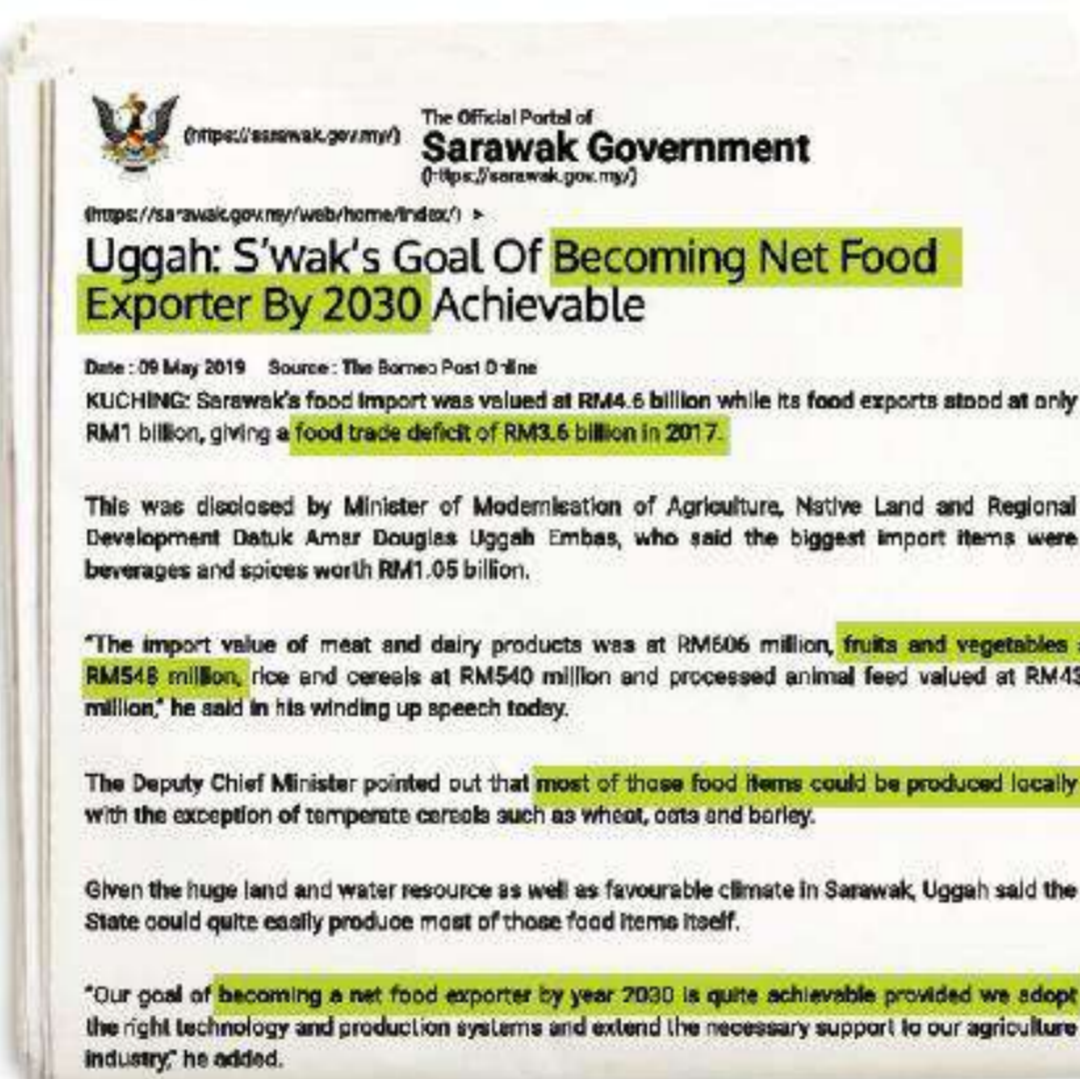 (https://sarawak.gov.my/)
The Official Portal of
Sarawak Government
(https://sarawak.gov.my/)
(https://sarawak.gov.my/web/home/index/) >
Uggah: S'wak's Goal Of Becoming Net Food
Exporter By 2030 Achievable
Date : 09 May 2019 Source : The Borneo Post Online
KUCHING: Sarawak's food import was valued at RM4.6 billion while its food exports stood at only
RM1 billion, giving a food trade deficit of RM3.6 billion in 2017.
This was disclosed by Minister of Modernisation of Agriculture, Native Land and Regional
Development Datuk Amar Douglas Uggah Embas, who said the biggest import items were
beverages and spices worth RM1.05 billion.
"The import value of meat and dairy products was at RM606 million, fruits and vegetables
RM548 million, rice and cereals at RM540 million and processed animal feed valued at RM43
million," he said in his winding up speech today.
The Deputy Chief Minister pointed out that most of those food items could be produced locally
with the exception of temperate cereals such as wheat, oats and barley.
Given the huge land and water resource as well as favourable climate in Sarawak, Uggah said the
State could quite easily produce most of those food items itself.
"Our goal of becoming a net food exporter by year 2030 is quite achievable provided we adopt
the right technology and production systems and extend the necessary support to our agriculture
industry," he added.